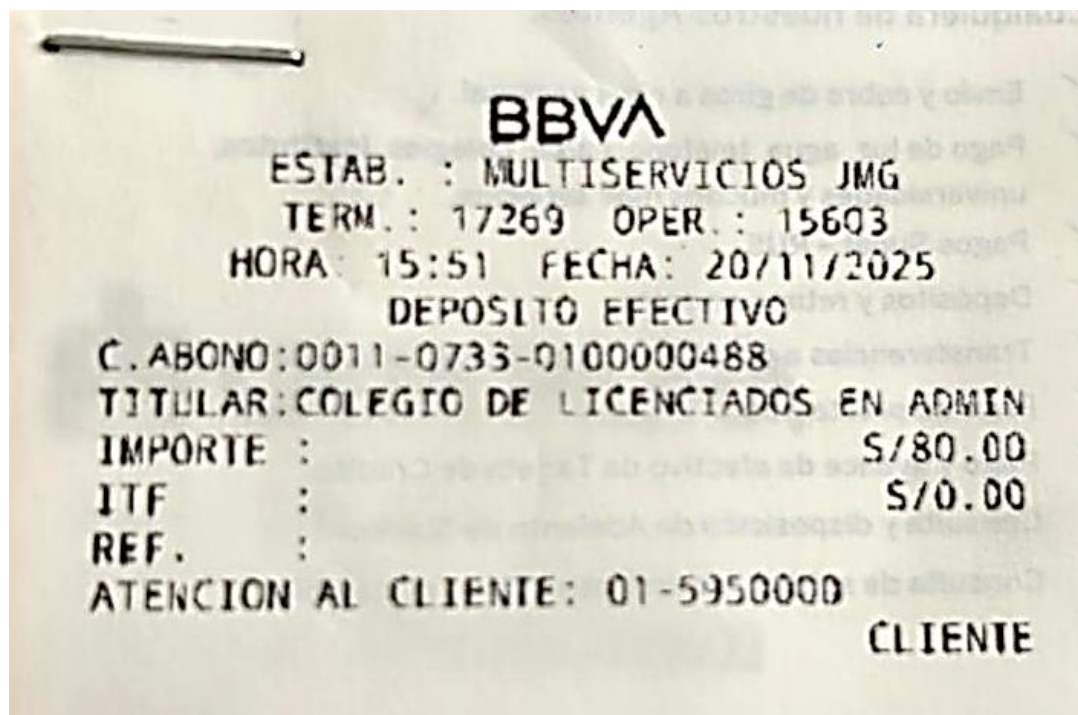 BBVA
ESTAB. : MULTISERVICIOS JMG
TERM.: 17269 OPER.: 15603
HORA: 15:51 FECHA: 20/11/2025
DEPOSITO EFECTIVO
C.ABONO:0011-0733-0100000488
TITULAR:COLEGIO DE LICENCIADOS EN ADMIN
IMPORTE : S/80.00
ITF : S/0.00
REF. :
ATENCION AL CLIENTE: 01-5950000
CLIENTE